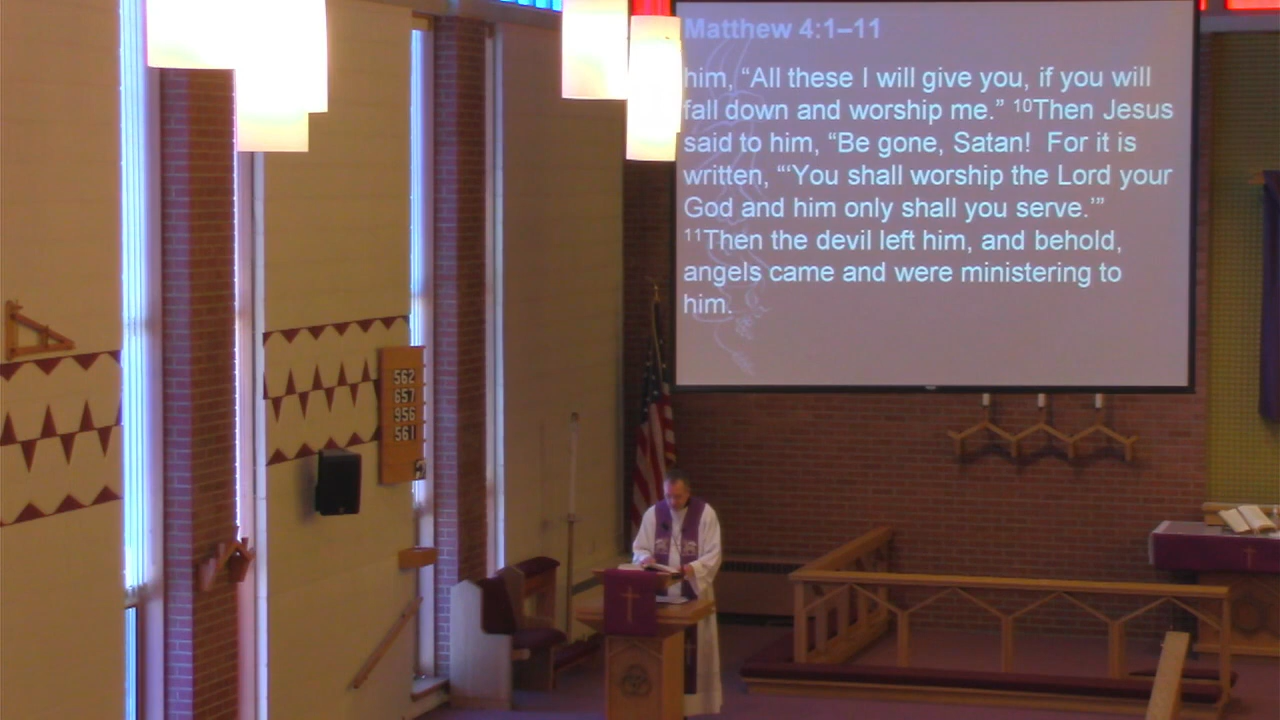 Matthew 4:1–11
him, “All these I will give you, if you will
fall down and worship me.” ¹⁰Then Jesus
said to him, “Be gone, Satan!  For it is
written, “‘You shall worship the Lord your
God and him only shall you serve.’”
¹¹Then the devil left him, and behold,
angels came and were ministering to
him.
562
657
956
561